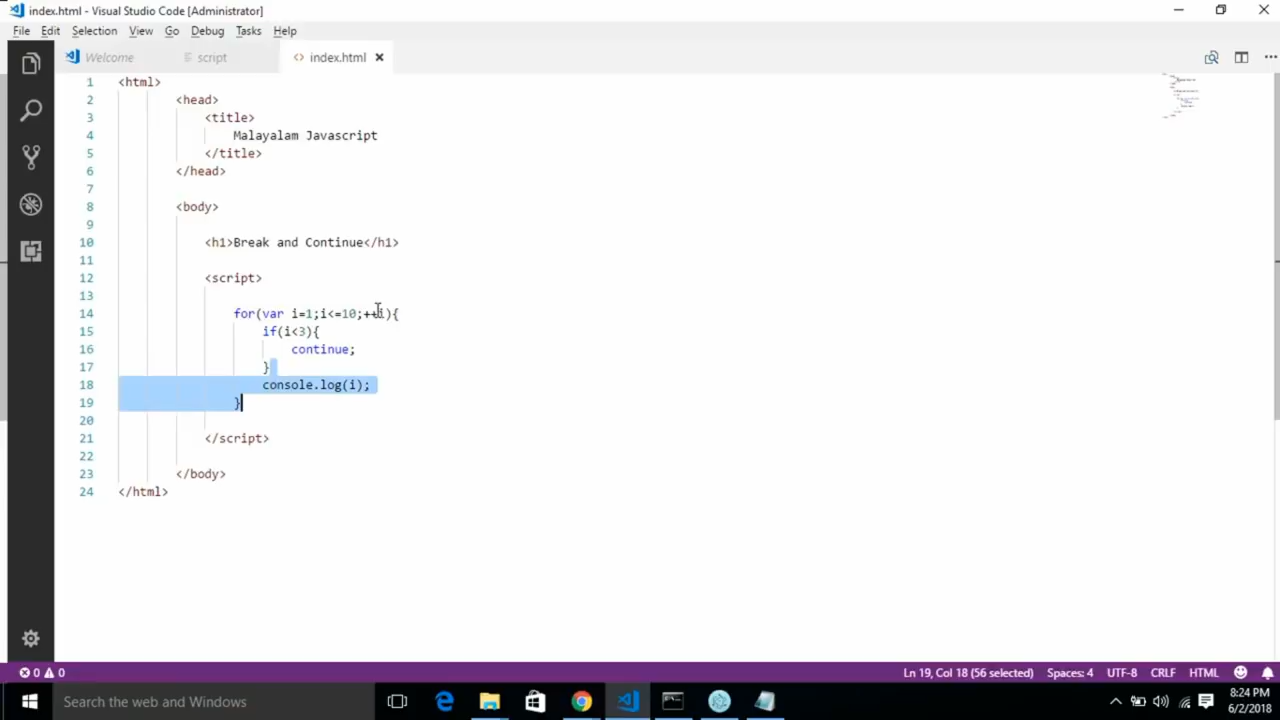 index.html - Visual Studio Code [Administrator]
File Edit Selection View Go Debug Tasks Help
Welcome script index.html
1 <html>
2 <head>
3 <title>
4 Malayalam Javascript
5 </title>
6 </head>
7
8 <body>
9
10 <h1>Break and Continue</h1>
11
12 <script>
13
14 for(var i=1;i<=10;++i){
15 if(i<3){
16 continue;
17 }
18 console.log(i);
19 }
20
21 </script>
22
23 </body>
24 </html>
0 0 Ln 19, Col 18 (56 selected) Spaces: 4 UTF-8 CRLF HTML
Search the web and Windows
8:24 PM
6/2/2018